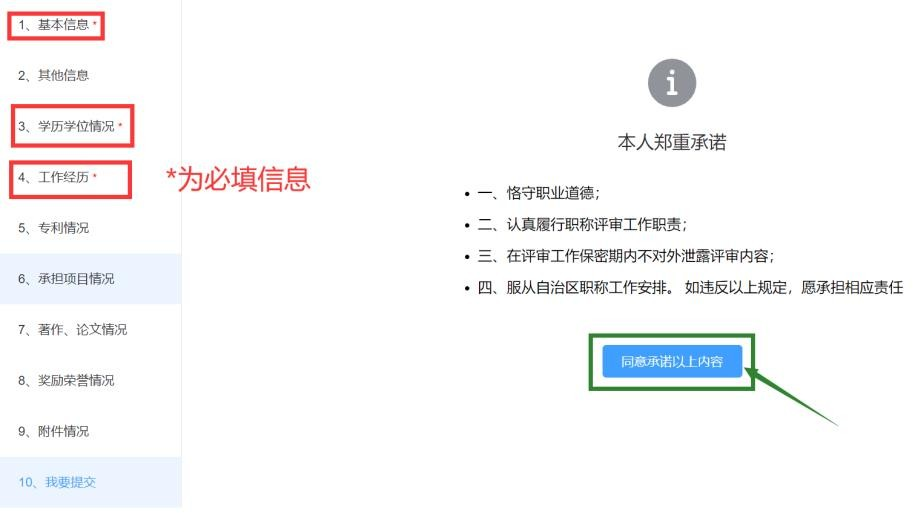 1、基本信息 *
2、其他信息
3、学历学位情况 *
4、工作经历 *
*为必填信息
5、专利情况
6、承担项目情况
7、著作、论文情况
8、奖励荣誉情况
9、附件情况
10、我要提交
本人郑重承诺
• 一、恪守职业道德；
• 二、认真履行职称评审工作职责；
• 三、在评审工作保密期内不对外泄露评审内容；
• 四、服从自治区职称工作安排。 如违反以上规定，愿承担相应责任
同意承诺以上内容